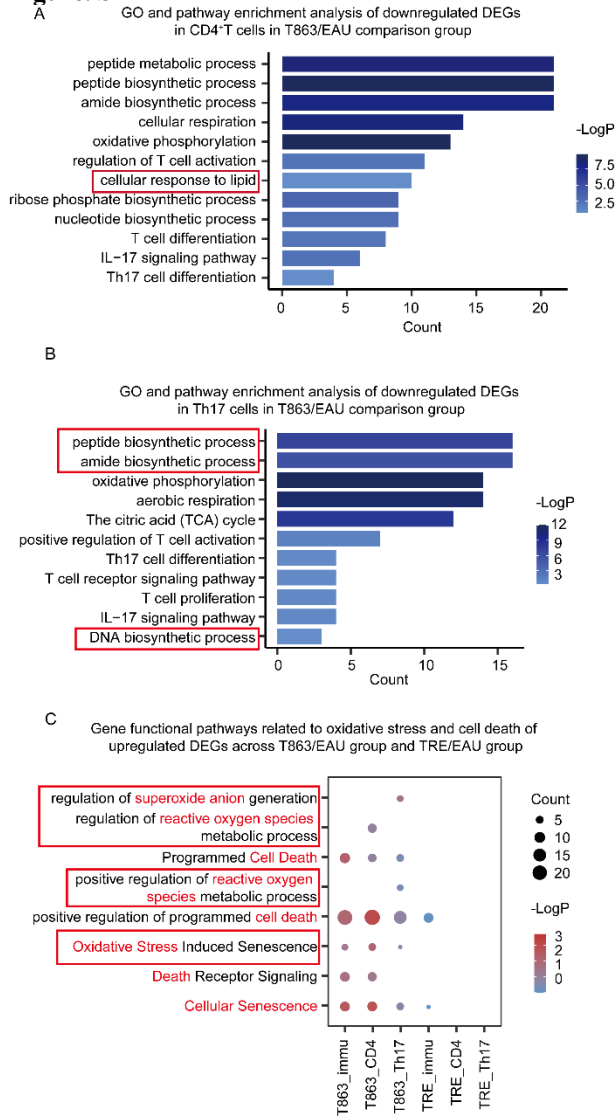 A
GO and pathway enrichment analysis of downregulated DEGs
in CD4⁺T cells in T863/EAU comparison group
peptide metabolic process
peptide biosynthetic process
amide biosynthetic process
cellular respiration
oxidative phosphorylation
regulation of T cell activation
cellular response to lipid
ribose phosphate biosynthetic process
nucleotide biosynthetic process
T cell differentiation
IL−17 signaling pathway
Th17 cell differentiation
0 5 10 15 20
Count
-LogP
7.5
5.0
2.5
B
GO and pathway enrichment analysis of downregulated DEGs
in Th17 cells in T863/EAU comparison group
peptide biosynthetic process
amide biosynthetic process
oxidative phosphorylation
aerobic respiration
The citric acid (TCA) cycle
positive regulation of T cell activation
Th17 cell differentiation
T cell receptor signaling pathway
T cell proliferation
IL−17 signaling pathway
DNA biosynthetic process
0 5 10 15
Count
-LogP
12
9
6
3
C
Gene functional pathways related to oxidative stress and cell death of
upregulated DEGs across T863/EAU group and TRE/EAU group
regulation of superoxide anion generation
regulation of reactive oxygen species
metabolic process
Programmed Cell Death
positive regulation of reactive oxygen
species metabolic process
positive regulation of programmed cell death
Oxidative Stress Induced Senescence
Death Receptor Signaling
Cellular Senescence
T863_immu
T863_CD4
T863_Th17
TRE_immu
TRE_CD4
TRE_Th17
Count
5
10
15
20
-LogP
3
2
1
0